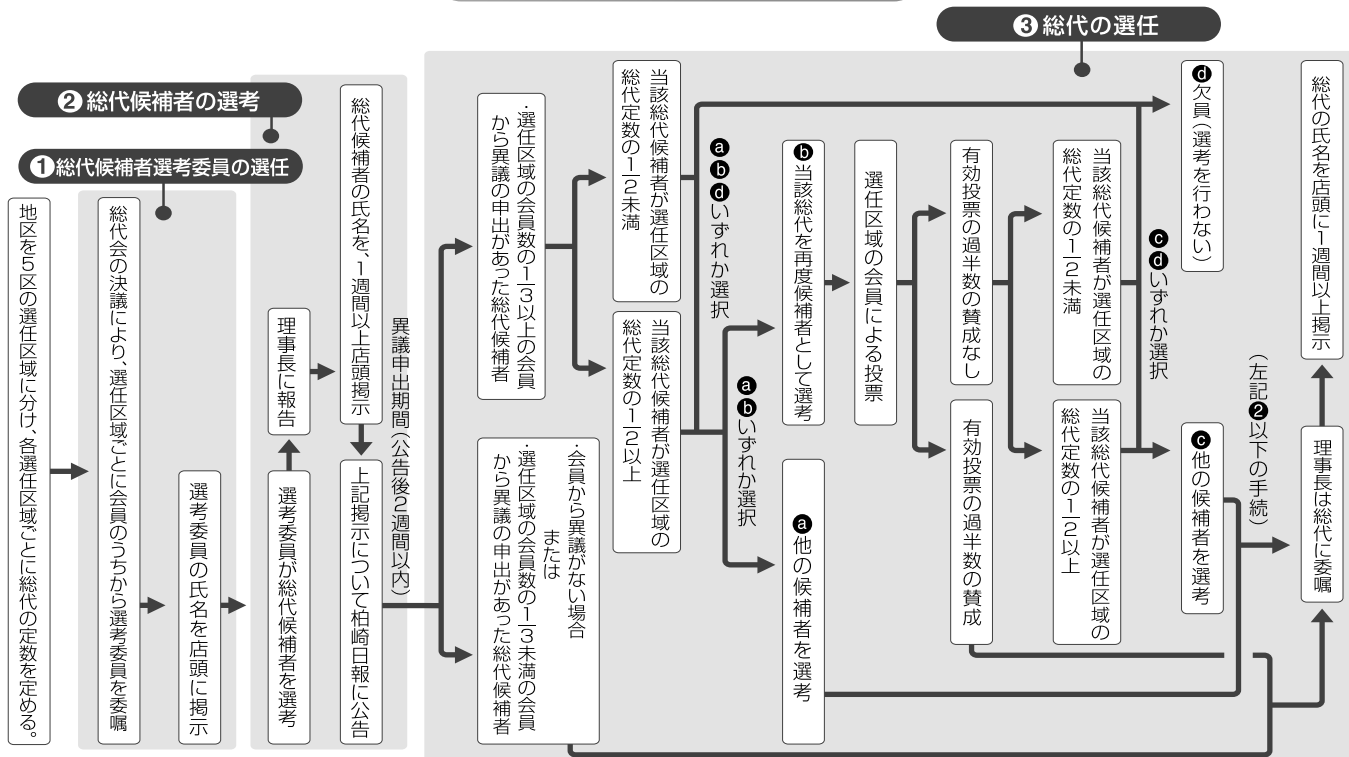 ❸総代の選任
❷総代候補者の選考
❶総代候補者選考委員の選任
地区を5区の選任区域に分け、各選任区域ごとに総代の定数を定める。
総代会の決議により、選任区域ごとに会員のうちから選考委員を委嘱
選考委員の氏名を店頭に掲示
選考委員が総代候補者を選考
理事長に報告
総代候補者の氏名を、1週間以上店頭掲示
上記掲示について柏崎日報に公告
異議申出期間（公告後2週間以内）
・選任区域の会員数の1/3以上の会員
から異議の申出があった総代候補者
・会員から異議がない場合
または
・選任区域の会員数の1/3未満の会員
から異議の申出があった総代候補者
当該総代候補者が選任区域の
総代定数の1/2未満
当該総代候補者が選任区域の
総代定数の1/2以上
ⓐⓑⓓいずれか選択
ⓐⓑいずれか選択
ⓑ当該総代を再度候補者として選考
ⓐ他の候補者を選考
選任区域の会員による投票
有効投票の過半数の賛成なし
有効投票の過半数の賛成
当該総代候補者が選任区域の
総代定数の1/2未満
当該総代候補者が選任区域の
総代定数の1/2以上
ⓒⓓいずれか選択
ⓓ欠員（選考を行わない）
ⓒ他の候補者を選考
（左記❷以下の手続）
理事長は総代に委嘱
総代の氏名を店頭に1週間以上掲示